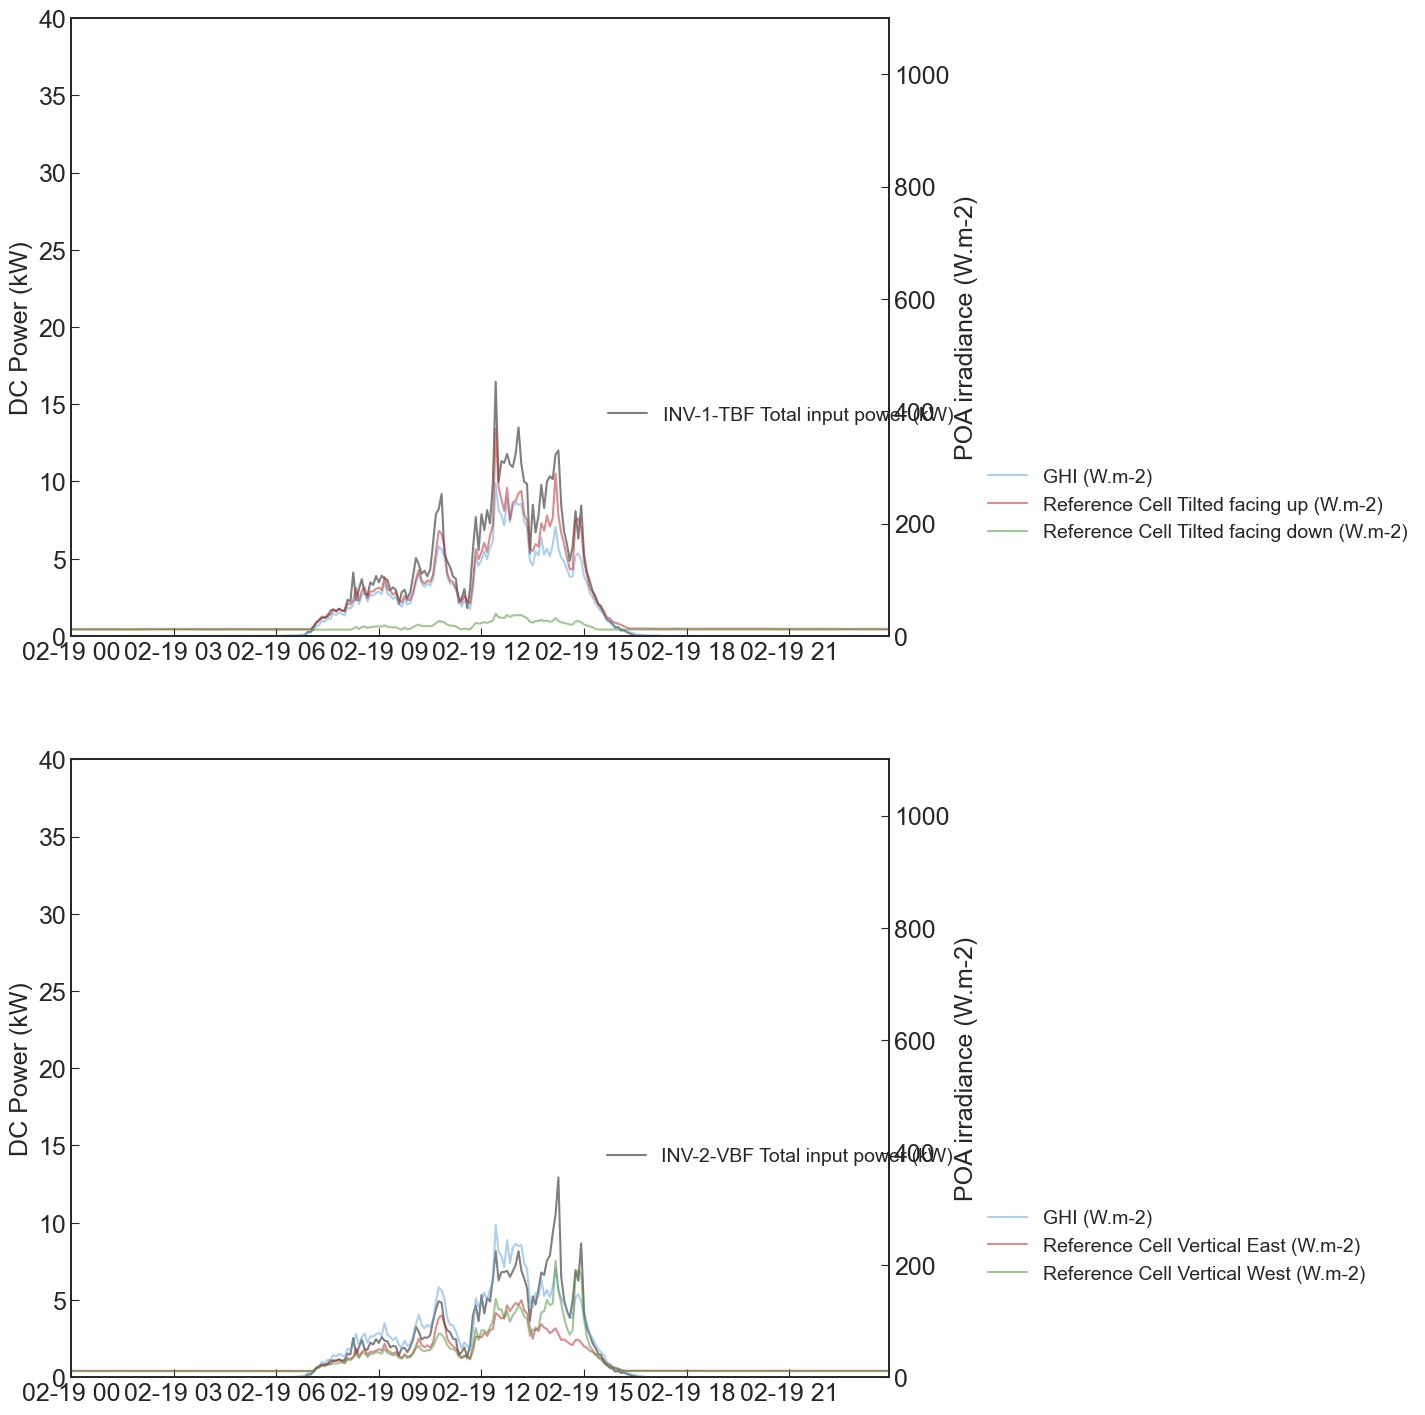 40
35
30
25
20
15
10
5
0
DC Power (kW)
1000
800
600
400
200
0
POA irradiance (W.m-2)
INV-1-TBF Total input power (kW)
GHI (W.m-2)
Reference Cell Tilted facing up (W.m-2)
Reference Cell Tilted facing down (W.m-2)
02-19 00 02-19 03 02-19 06 02-19 09 02-19 12 02-19 15 02-19 18 02-19 21
40
35
30
25
20
15
10
5
0
DC Power (kW)
1000
800
600
400
200
0
POA irradiance (W.m-2)
INV-2-VBF Total input power (kW)
GHI (W.m-2)
Reference Cell Vertical East (W.m-2)
Reference Cell Vertical West (W.m-2)
02-19 00 02-19 03 02-19 06 02-19 09 02-19 12 02-19 15 02-19 18 02-19 21